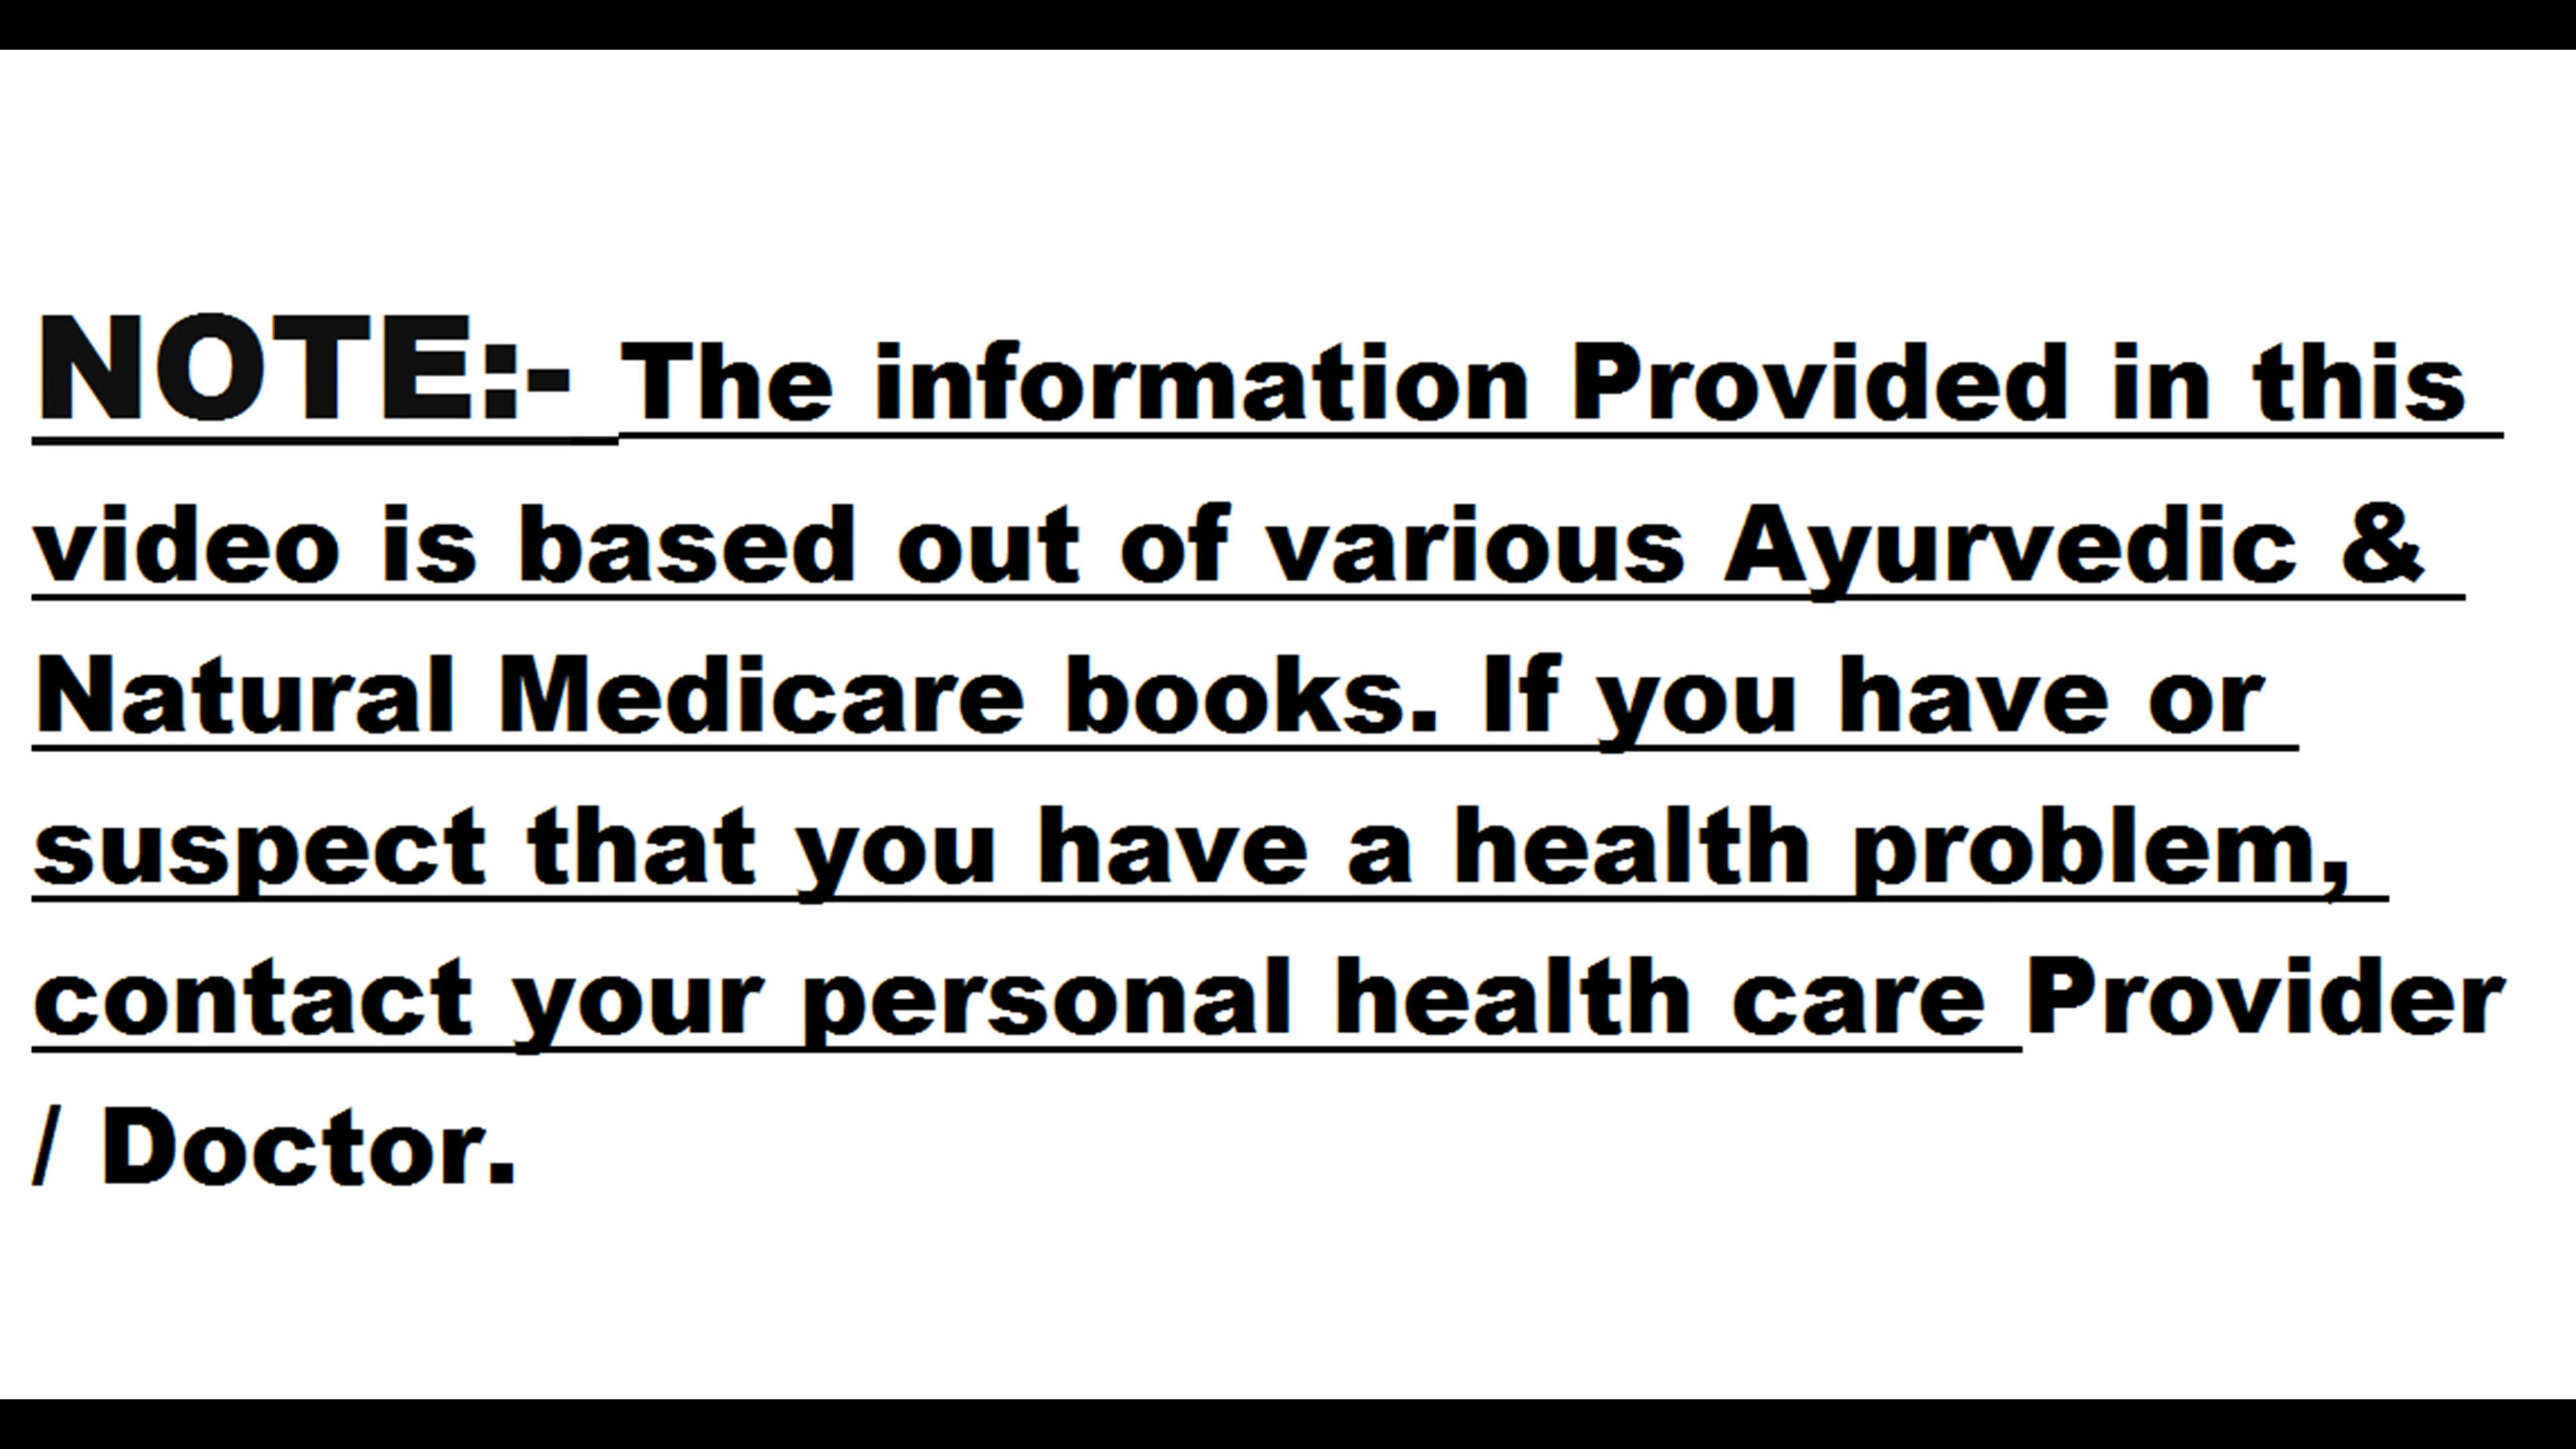 NOTE:- The information Provided in this
video is based out of various Ayurvedic &
Natural Medicare books. If you have or
suspect that you have a health problem,
contact your personal health care Provider
/ Doctor.